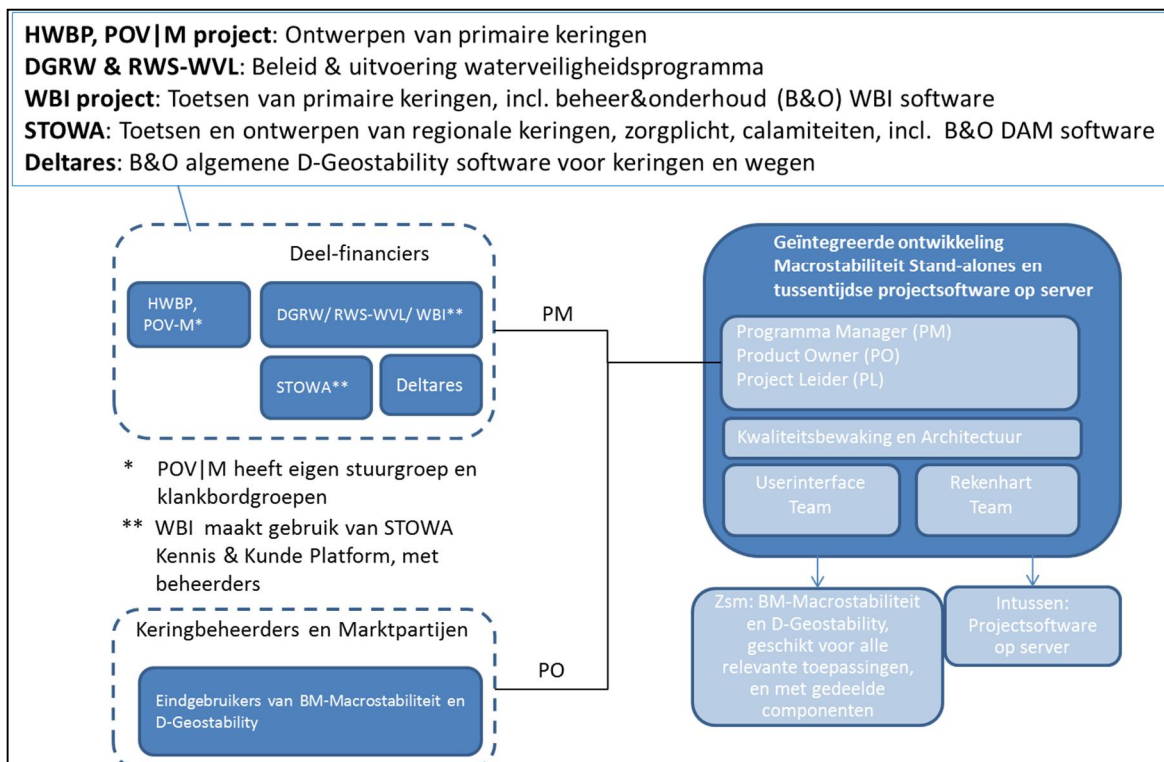 HWBP, POV|M project: Ontwerpen van primaire keringen
DGRW & RWS-WVL: Beleid & uitvoering waterveiligheidsprogramma
WBI project: Toetsen van primaire keringen, incl. beheer&onderhoud (B&O) WBI software
STOWA: Toetsen en ontwerpen van regionale keringen, zorgplicht, calamiteiten, incl. B&O DAM software
Deltares: B&O algemene D-Geostability software voor keringen en wegen
Deel-financiers
HWBP,
POV-M*
DGRW/ RWS-WVL/ WBI**
STOWA**
Deltares
* POV|M heeft eigen stuurgroep en
klankbordgroepen
** WBI maakt gebruik van STOWA
Kennis & Kunde Platform, met
beheerders
Keringbeheerders en Marktpartijen
Eindgebruikers van BM-Macrostabiliteit en
D-Geostability
PM
PO
Geïntegreerde ontwikkeling
Macrostabiliteit Stand-alones en
tussentijdse projectsoftware op server
Programma Manager (PM)
Product Owner (PO)
Project Leider (PL)
Kwaliteitsbewaking en Architectuur
Userinterface
Team
Rekenhart
Team
Zsm: BM-Macrostabiliteit
en D-Geostability,
geschikt voor alle
relevante toepassingen,
en met gedeelde
componenten
Intussen:
Projectsoftware
op server